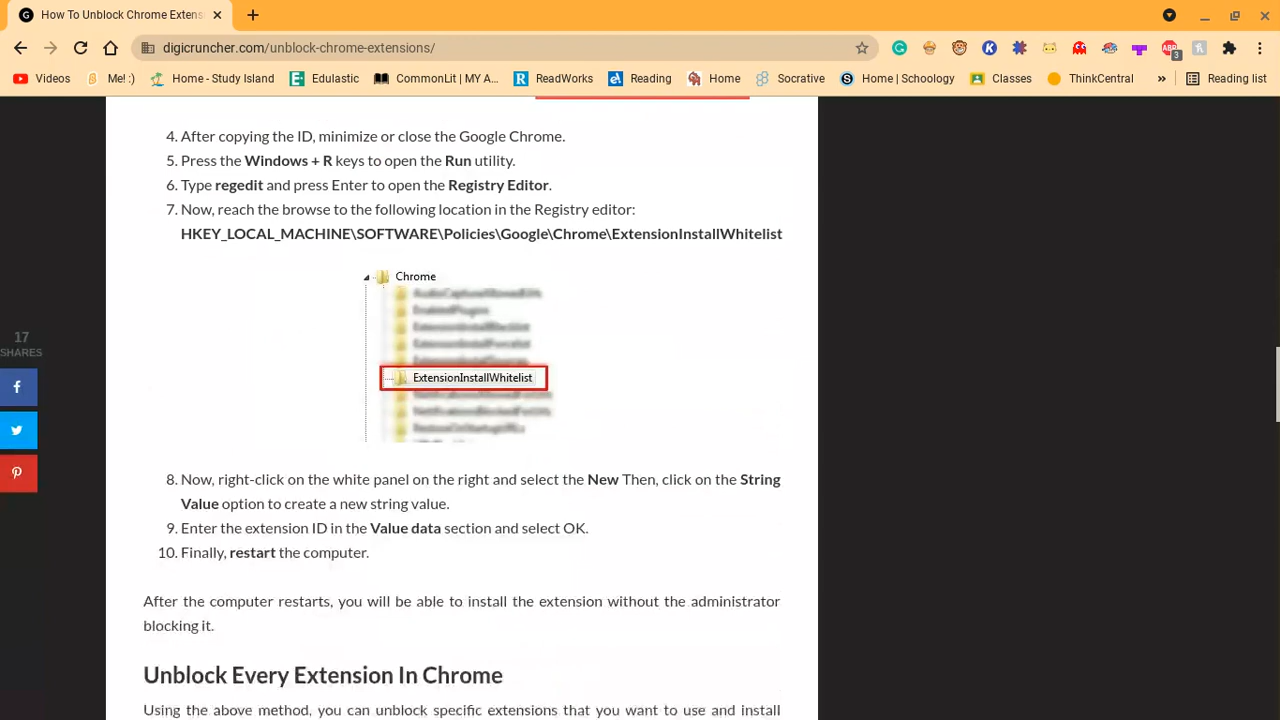 How To Unblock Chrome Extens
digicruncher.com/unblock-chrome-extensions/
3
Videos
Me! :)
Home - Study Island
Edulastic
CommonLit | MY A...
ReadWorks
Reading
Home
Socrative
Home | Schoology
Classes
ThinkCentral
»
Reading list
4. After copying the ID, minimize or close the Google Chrome.
5. Press the Windows + R keys to open the Run utility.
6. Type regedit and press Enter to open the Registry Editor.
7. Now, reach the browse to the following location in the Registry editor:
HKEY_LOCAL_MACHINE\SOFTWARE\Policies\Google\Chrome\ExtensionInstallWhitelist
Chrome
ExtensionInstallWhitelist
17
SHARES
8. Now, right-click on the white panel on the right and select the New Then, click on the String
Value option to create a new string value.
9. Enter the extension ID in the Value data section and select OK.
10. Finally, restart the computer.
After the computer restarts, you will be able to install the extension without the administrator
blocking it.
Unblock Every Extension In Chrome
Using the above method, you can unblock specific extensions that you want to use and install